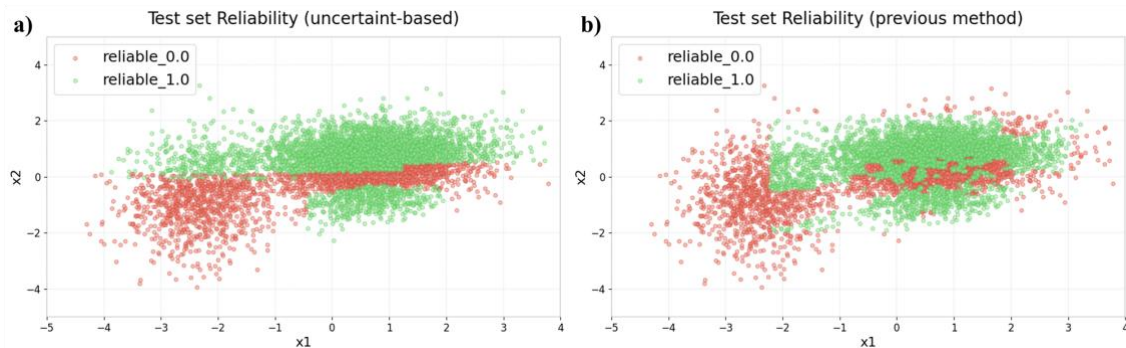 a)
Test set Reliability (uncertaint-based)
reliable_0.0
reliable_1.0
4
2
0
−2
−4
x2
−5 −4 −3 −2 −1 0 1 2 3 4
x1
b)
Test set Reliability (previous method)
reliable_0.0
reliable_1.0
4
2
0
−2
−4
x2
−5 −4 −3 −2 −1 0 1 2 3 4
x1